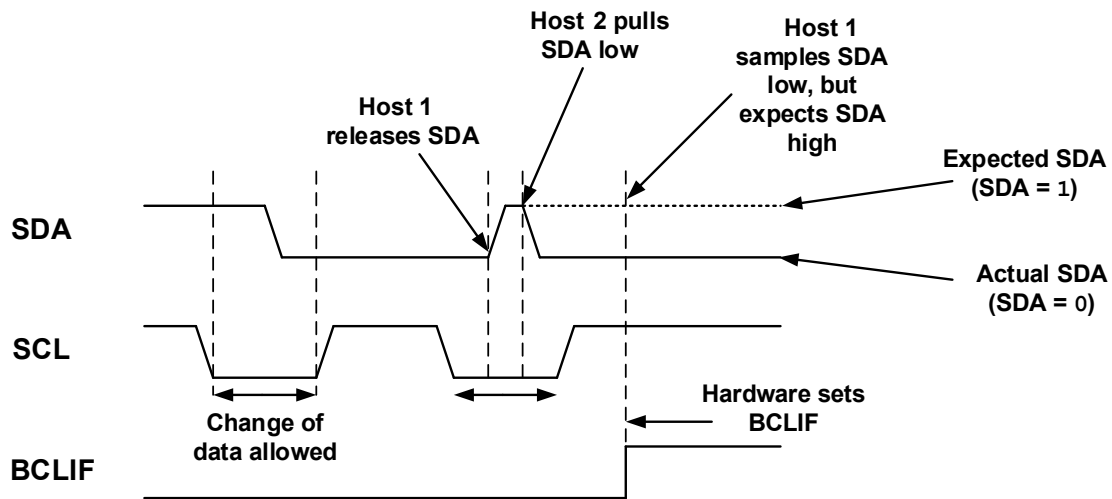 Host 2 pulls
SDA low
Host 1
samples SDA
low, but
expects SDA
high
Host 1
releases SDA
Expected SDA
(SDA = 1)
SDA
Actual SDA
(SDA = 0)
SCL
Change of
data allowed
Hardware sets
BCLIF
BCLIF